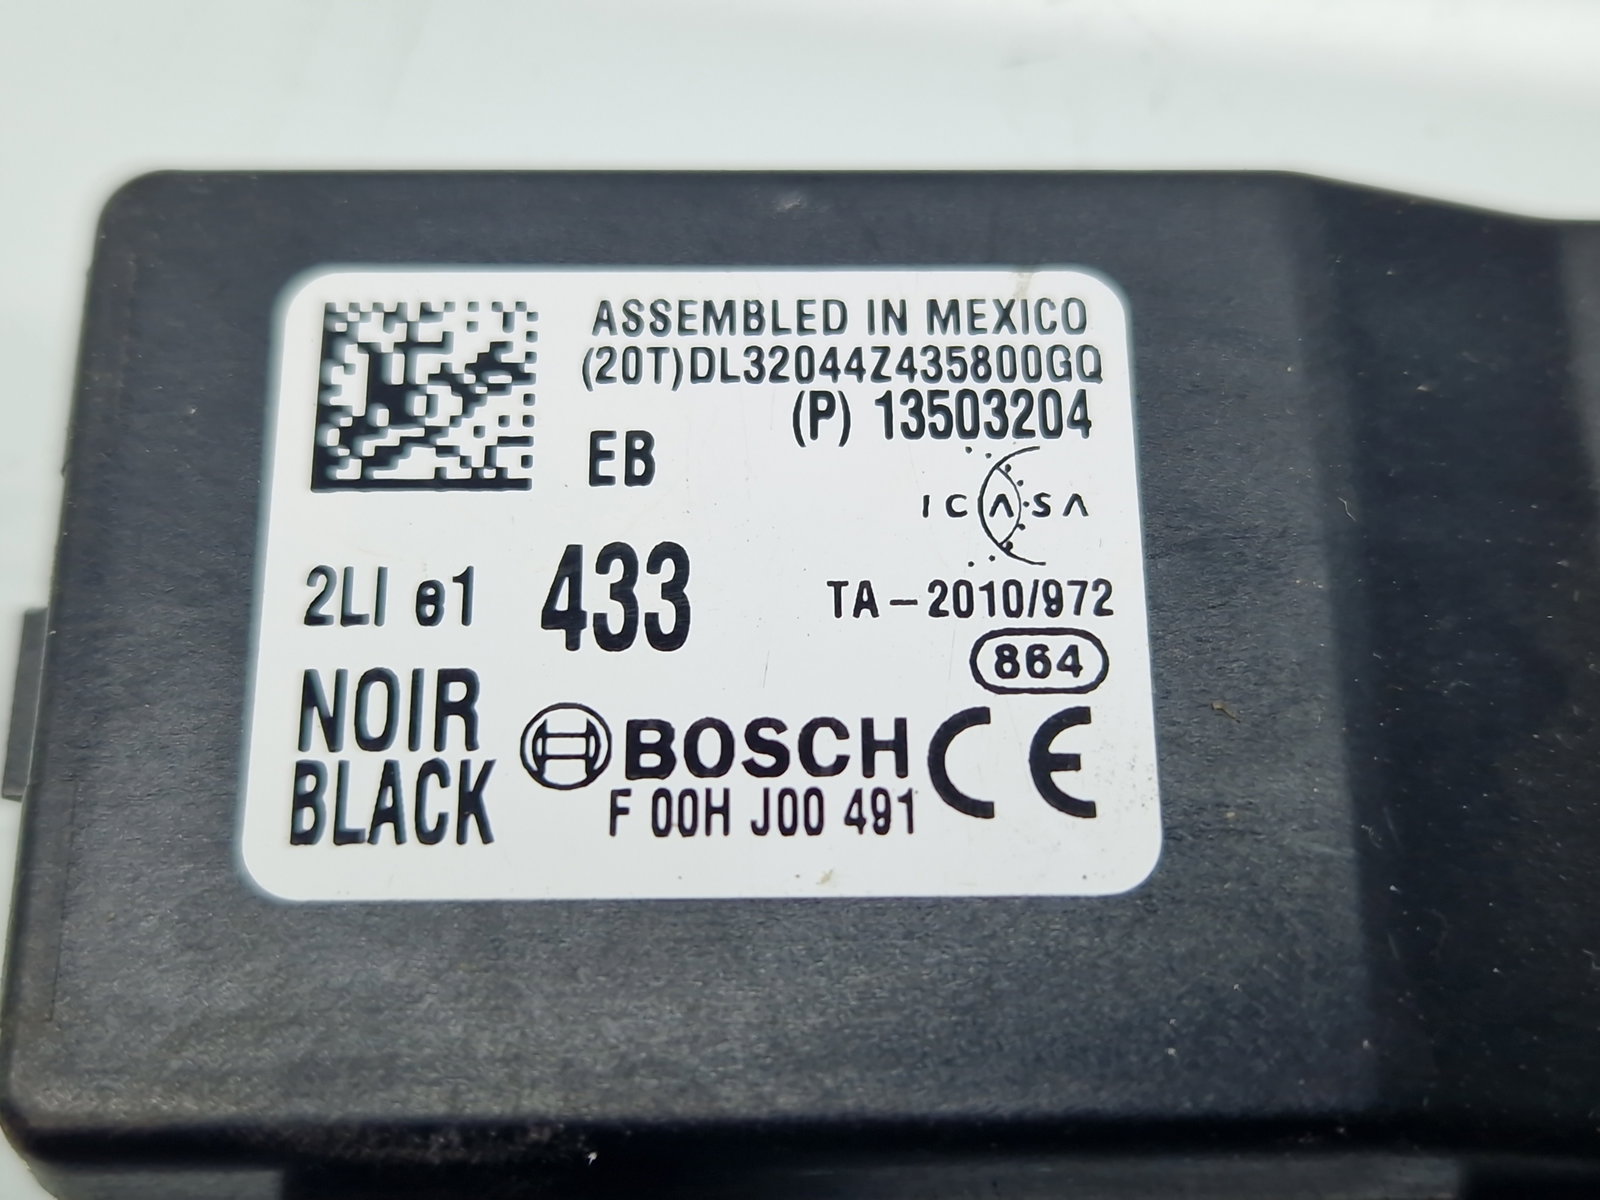 ASSEMBLED IN MEXICO
(20T)DL32044Z435800GQ
(P) 13503204
EB
ICASA
2LI e1 433
TA-2010/972
864
NOIR
BLACK
BOSCH CE
F 00H J00 491